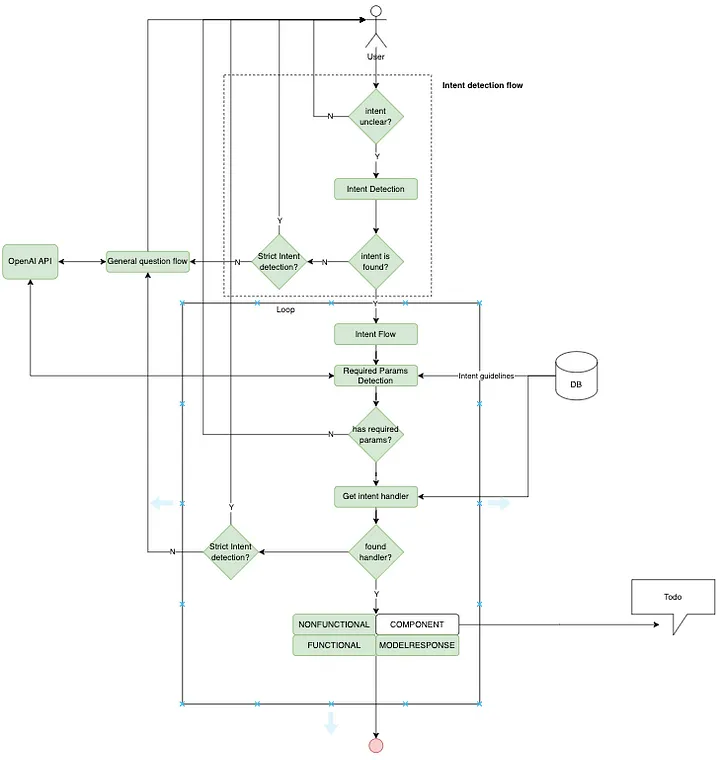 User
Intent detection flow
intent
unclear?
N
Y
Intent Detection
Y
OpenAI API
General question flow
N
Strict Intent
detection?
N
intent is
found?
Y
Loop
Intent Flow
Required Params
Detection
Intent guidelines
DB
has required
params?
N
Get intent handler
Y
Strict Intent
detection?
N
found
handler?
Y
NONFUNCTIONAL
COMPONENT
FUNCTIONAL
MODELRESPONSE
Todo